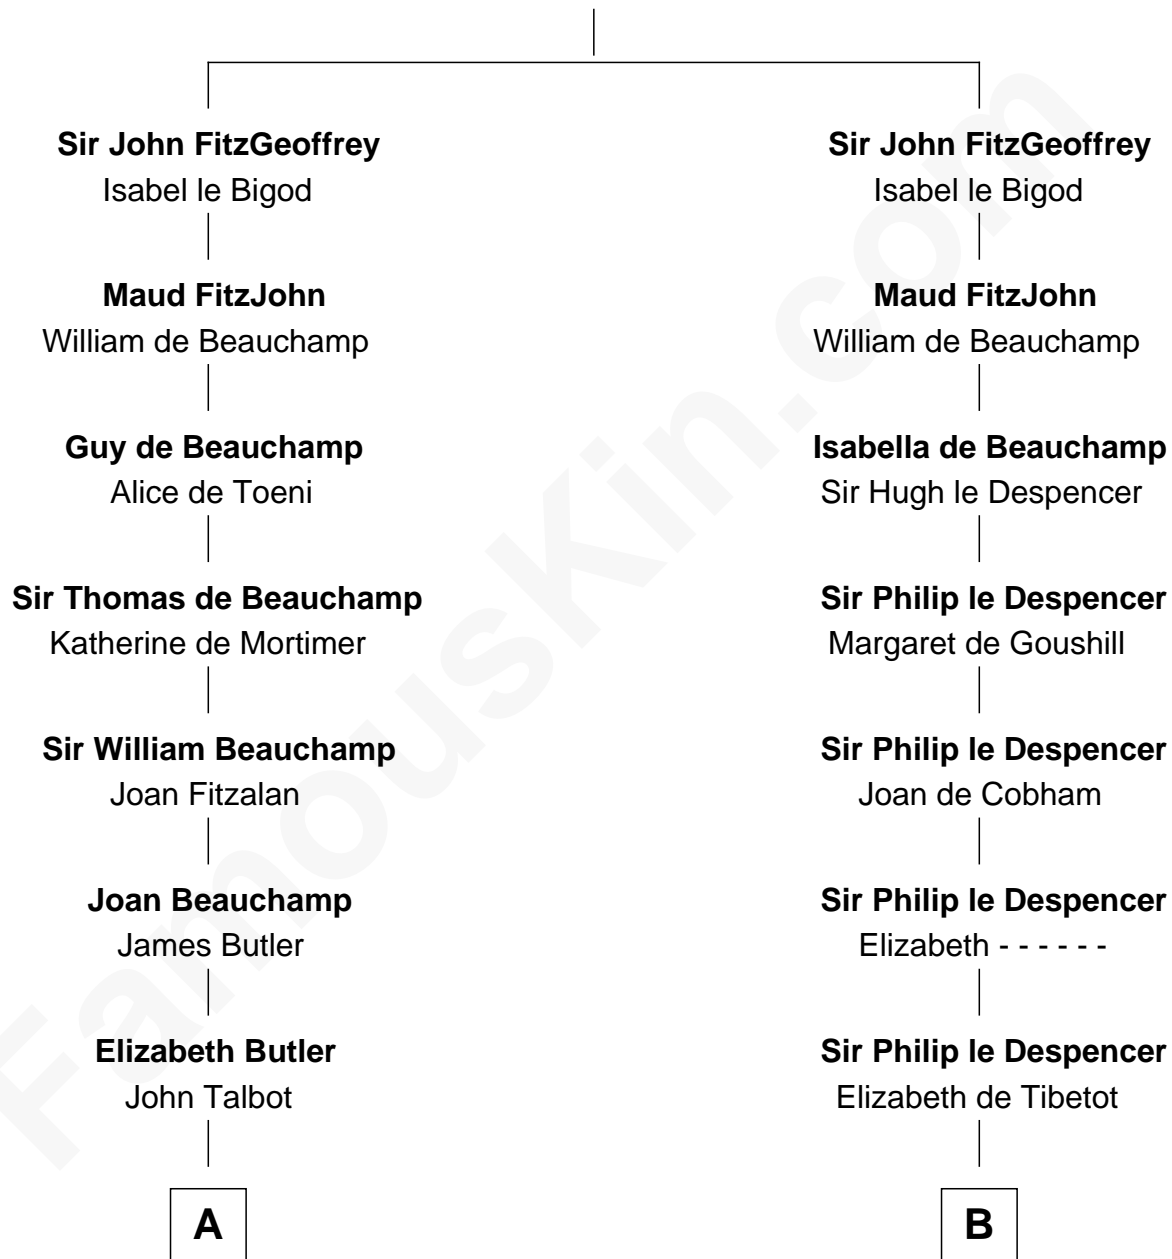 Sir John FitzGeoffrey
Isabel le Bigod
Maud FitzJohn
William de Beauchamp
Guy de Beauchamp
Alice de Toeni
Sir Thomas de Beauchamp
Katherine de Mortimer
Sir William Beauchamp
Joan Fitzalan
Joan Beauchamp
James Butler
Elizabeth Butler
John Talbot
A
Sir John FitzGeoffrey
Isabel le Bigod
Maud FitzJohn
William de Beauchamp
Isabella de Beauchamp
Sir Hugh le Despencer
Sir Philip le Despencer
Margaret de Goushill
Sir Philip le Despencer
Joan de Cobham
Sir Philip le Despencer
Elizabeth - - - - - -
Sir Philip le Despencer
Elizabeth de Tibetot
B
FamousKin.com